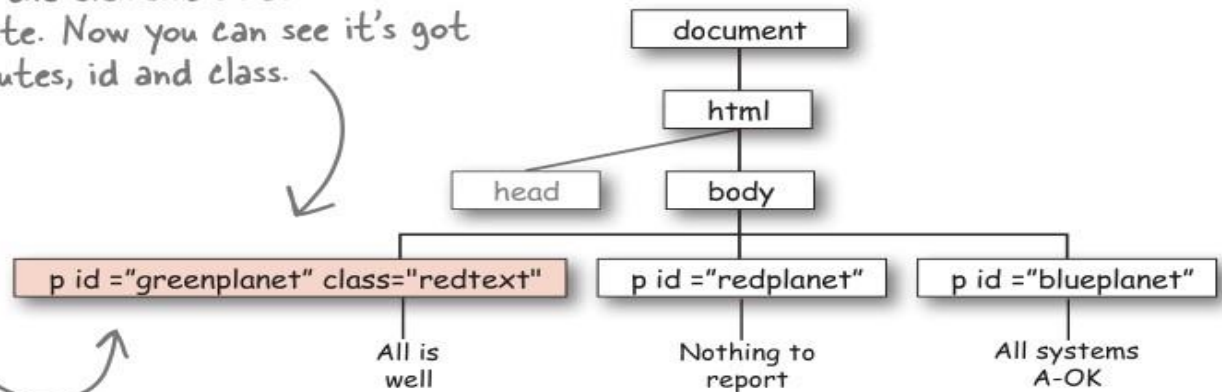 te. Now you can see it's got
utes, id and class.
document
html
head
body
p id ="greenplanet” class="redtext"
p id =”redplanet”
p id =”blueplanet”
All is
well
Nothing to
report
All systems
A-OK